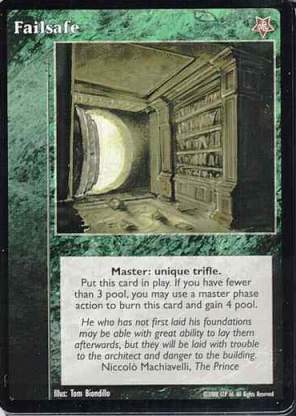 Failsafe
Master: unique trifle.
Put this card in play. If you have fewer
than 3 pool, you may use a master phase
action to burn this card and gain 4 pool.
He who has not first laid his foundations
may be able with great ability to lay them
afterwards, but they will be laid with trouble
to the architect and danger to the building.
Niccolò Machiavelli, The Prince
Illus: Tom Biondillo
All Rights Reserved